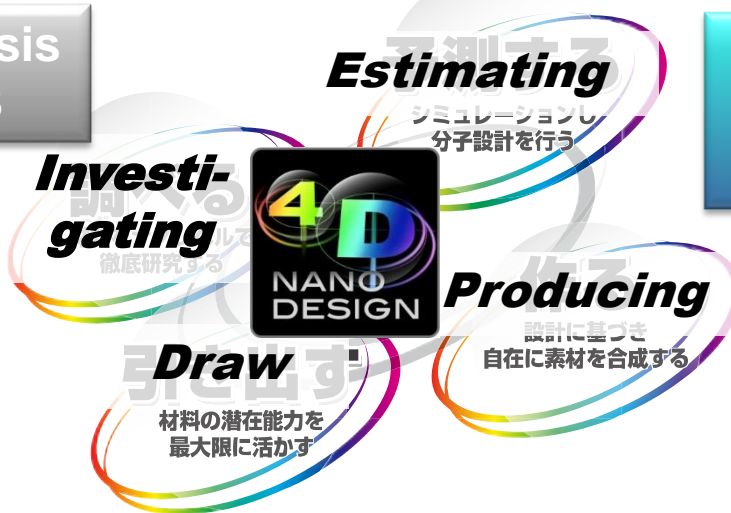 Estimating
予測する
シミュレーションし
分子設計を行う
Investi-
gating
調べる
徹底研究する
4D
NANO
DESIGN
Producing
作る
設計に基づき
自在に素材を合成する
Draw
引き出す
材料の潜在能力を
最大限に活かす